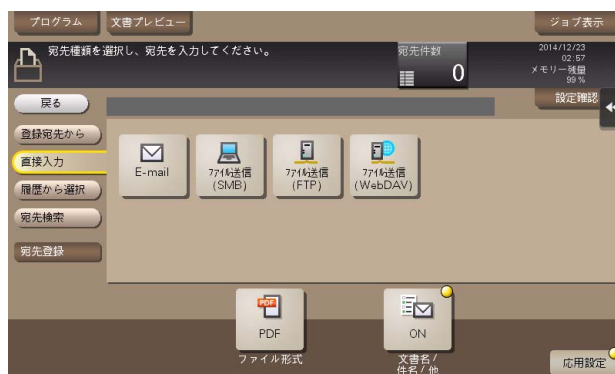 プログラム
文書プレビュー
ジョブ表示
宛先種類を選択し、宛先を入力してください。
宛先件数
0
2014/12/23
02:57
メモリー残量
99 %
戻る
設定確認
登録宛先から
直接入力
履歴から選択
宛先検索
宛先登録
E-mail
ﾌｧｲﾙ送信
(SMB)
ﾌｧｲﾙ送信
(FTP)
ﾌｧｲﾙ送信
(WebDAV)
PDF
PDF
ファイル形式
ON
文書名/
件名/他
応用設定